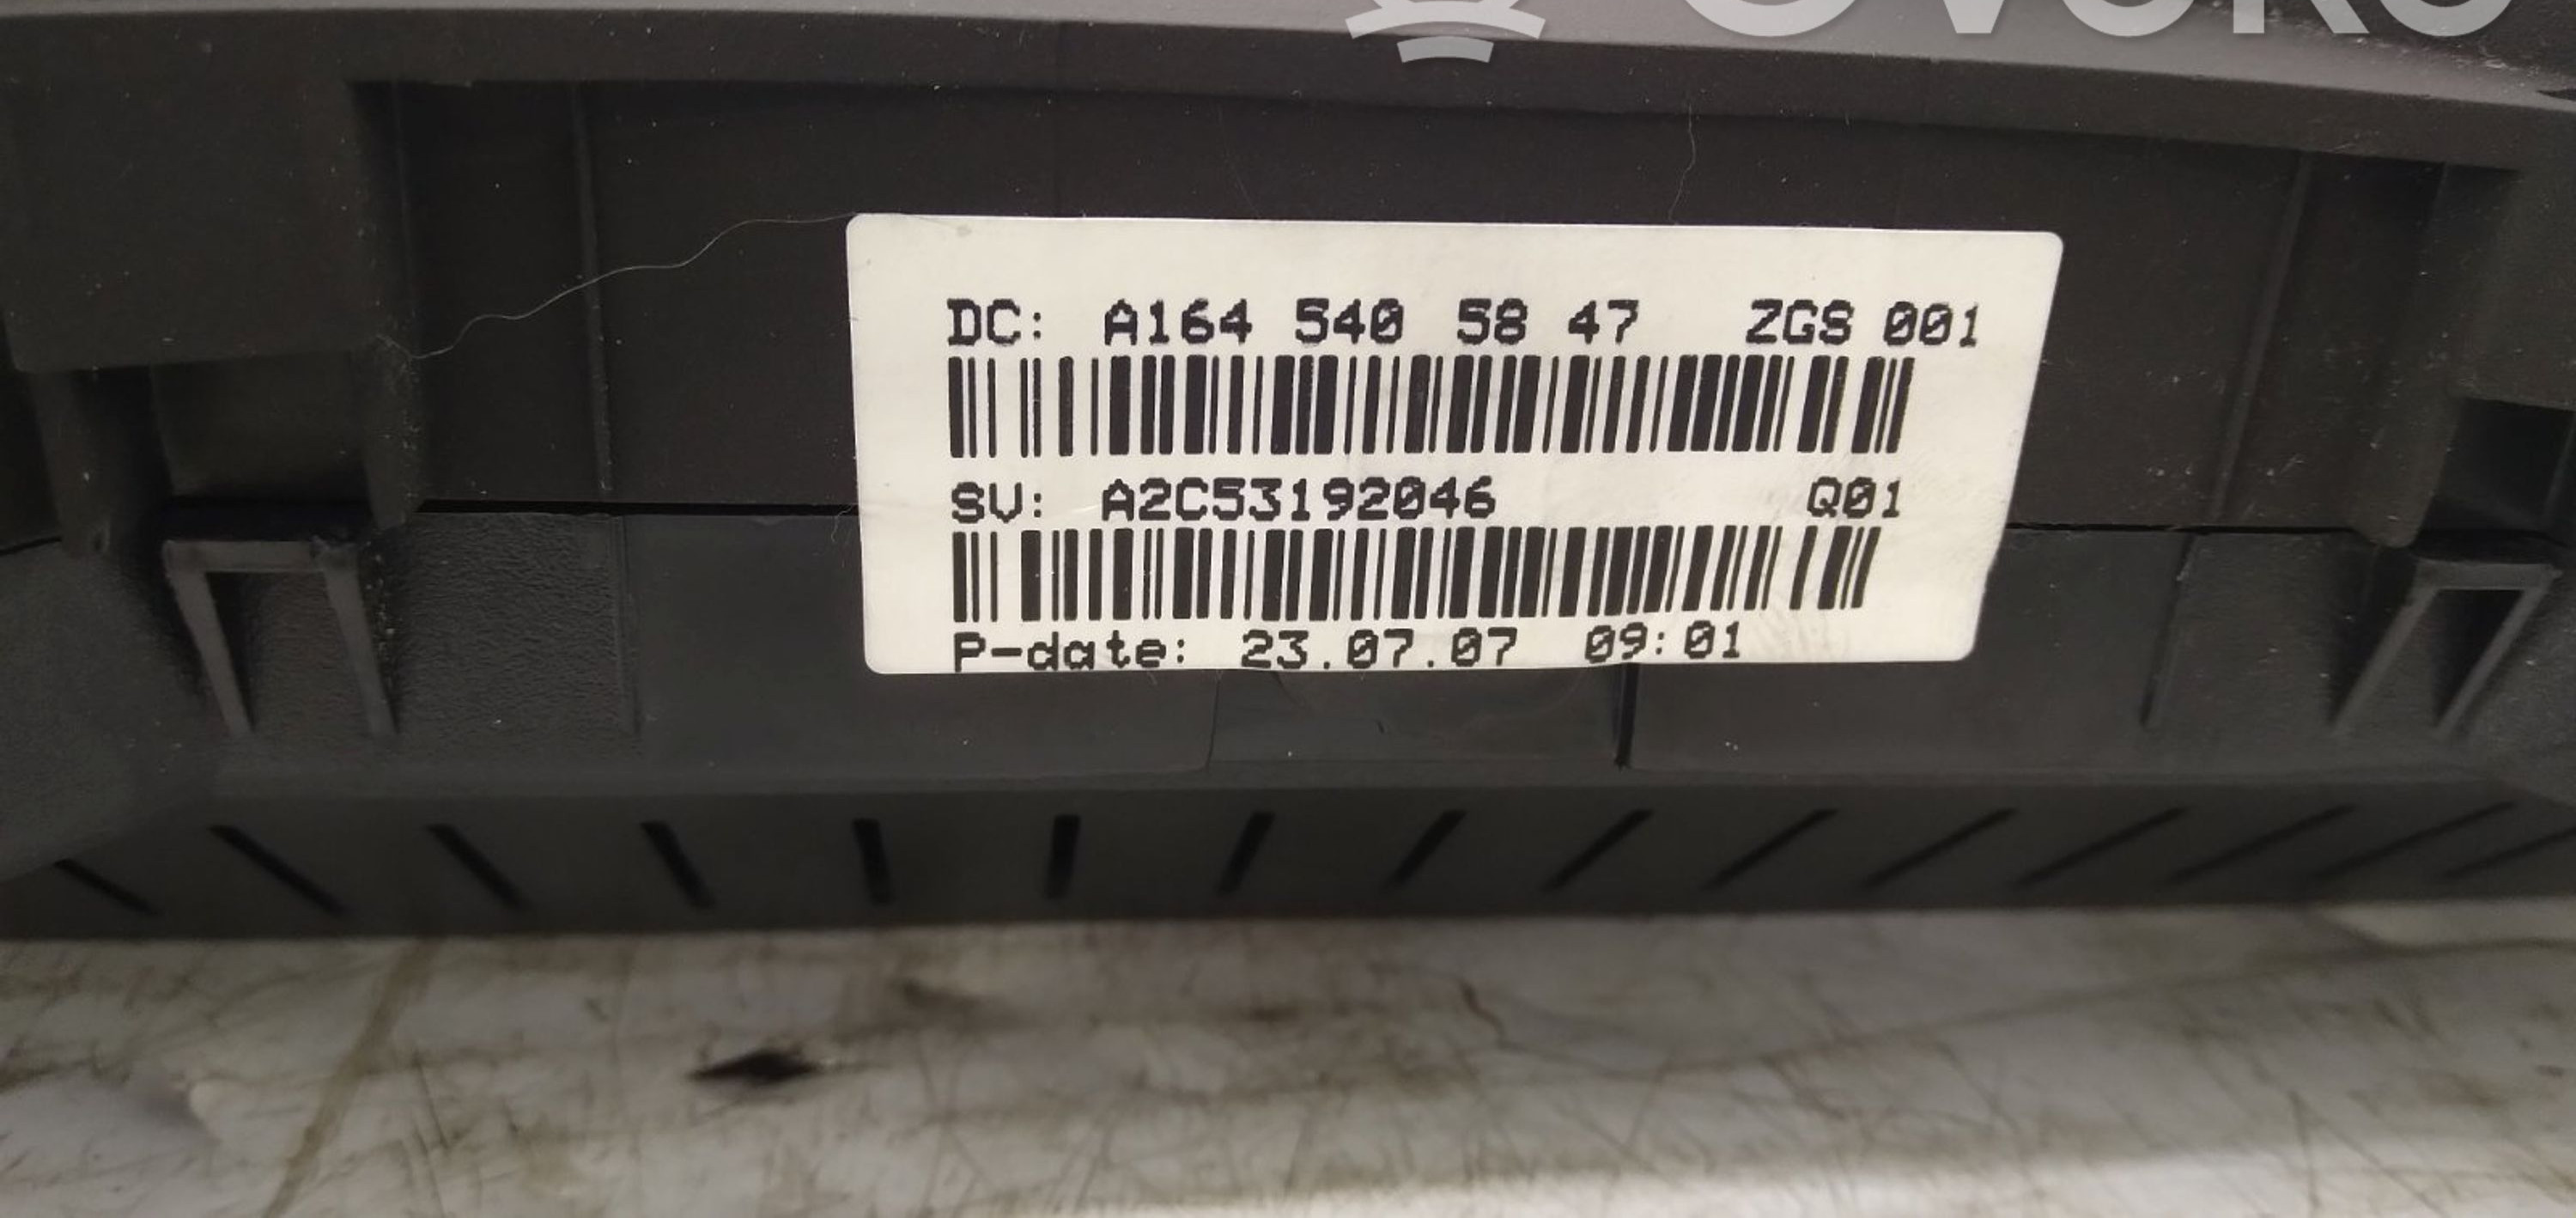 DC: A164 540 58 47 ZGS 001
SV: A2C53192046 Q01
P-date: 23.07.07 09:01